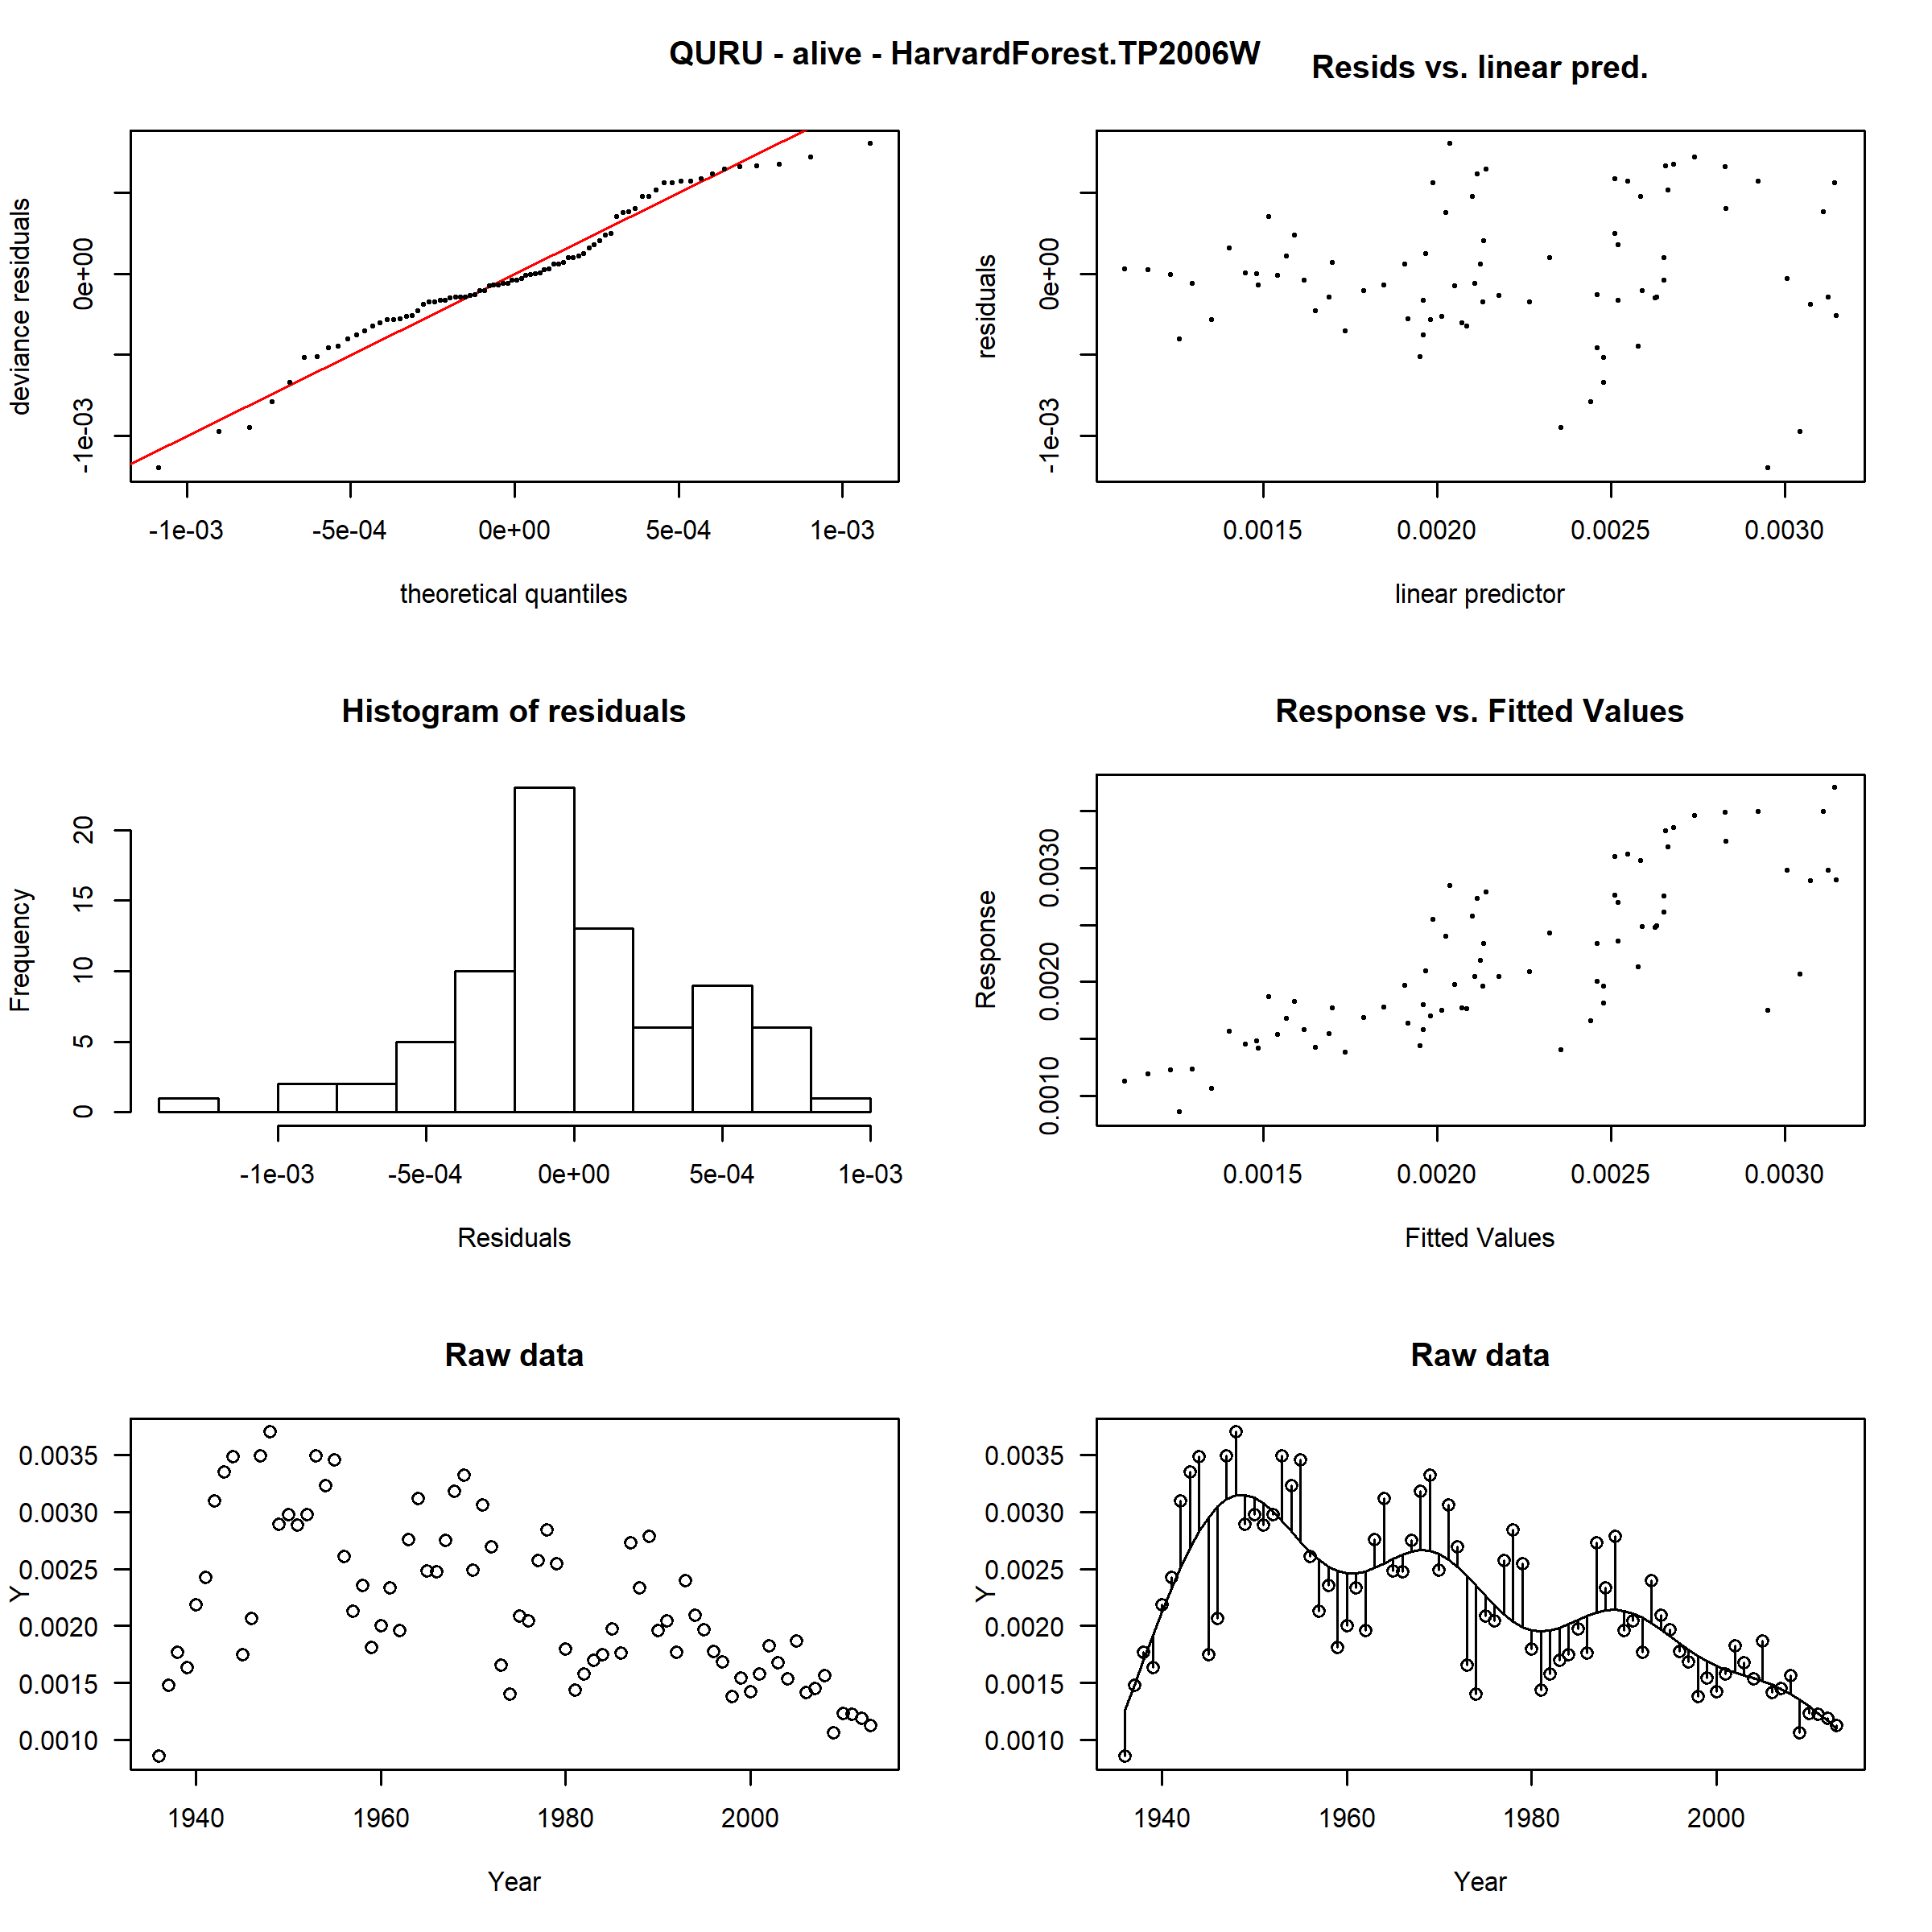 QURU - alive - HarvardForest.TP2006W
Resids vs. linear pred.
deviance residuals
0e+00
-1e-03
-1e-03 -5e-04 0e+00 5e-04 1e-03
theoretical quantiles
residuals
0e+00
-1e-03
0.0015 0.0020 0.0025 0.0030
linear predictor
Histogram of residuals
Frequency
20
15
10
5
0
-1e-03 -5e-04 0e+00 5e-04 1e-03
Residuals
Response vs. Fitted Values
Response
0.0030
0.0020
0.0010
0.0015 0.0020 0.0025 0.0030
Fitted Values
Raw data
Y
0.0035
0.0030
0.0025
0.0020
0.0015
0.0010
1940 1960 1980 2000
Year
Raw data
Y
0.0035
0.0030
0.0025
0.0020
0.0015
0.0010
1940 1960 1980 2000
Year